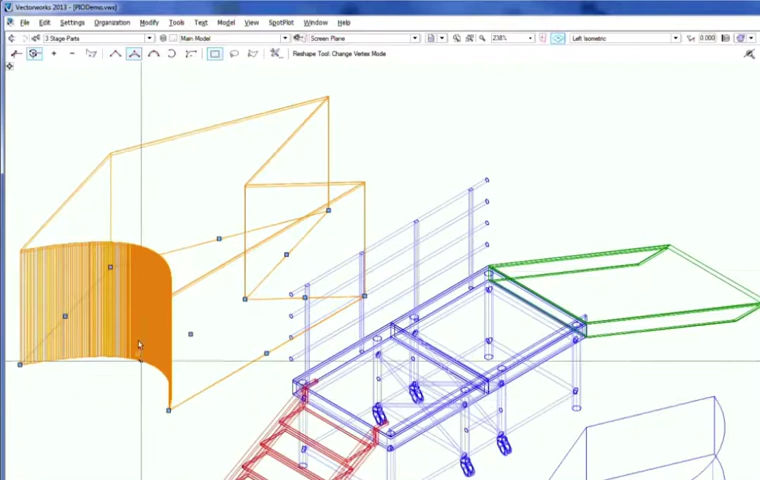 Vectorworks 2013 - [PIODemo.vwx]
File Edit Settings Organization Modify Tools Text Model View SpotPlot Window Help
3 Stage-Parts Main Model Screen Plane 238% Left Isometric 0.000
Reshape Tool: Change Vertex Mode